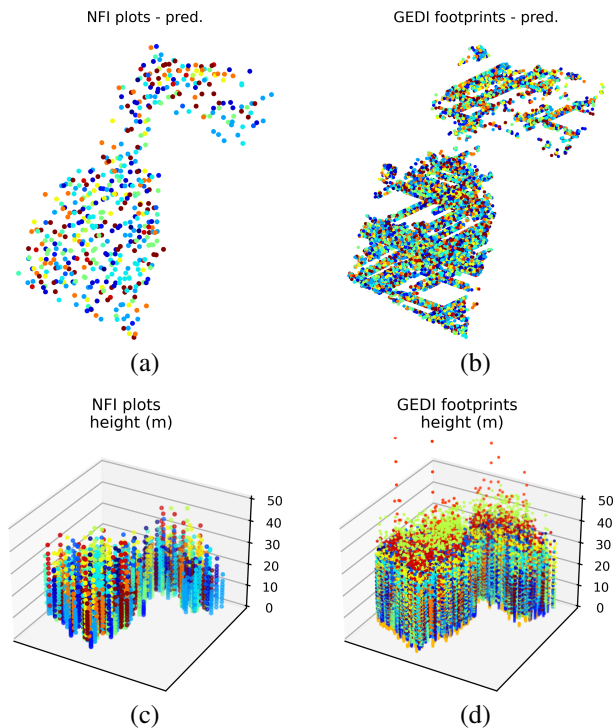 NFI plots - pred.
GEDI footprints - pred.
(a)
(b)
NFI plots
height (m)
GEDI footprints
height (m)
50
40
30
20
10
0
50
40
30
20
10
0
(c)
(d)